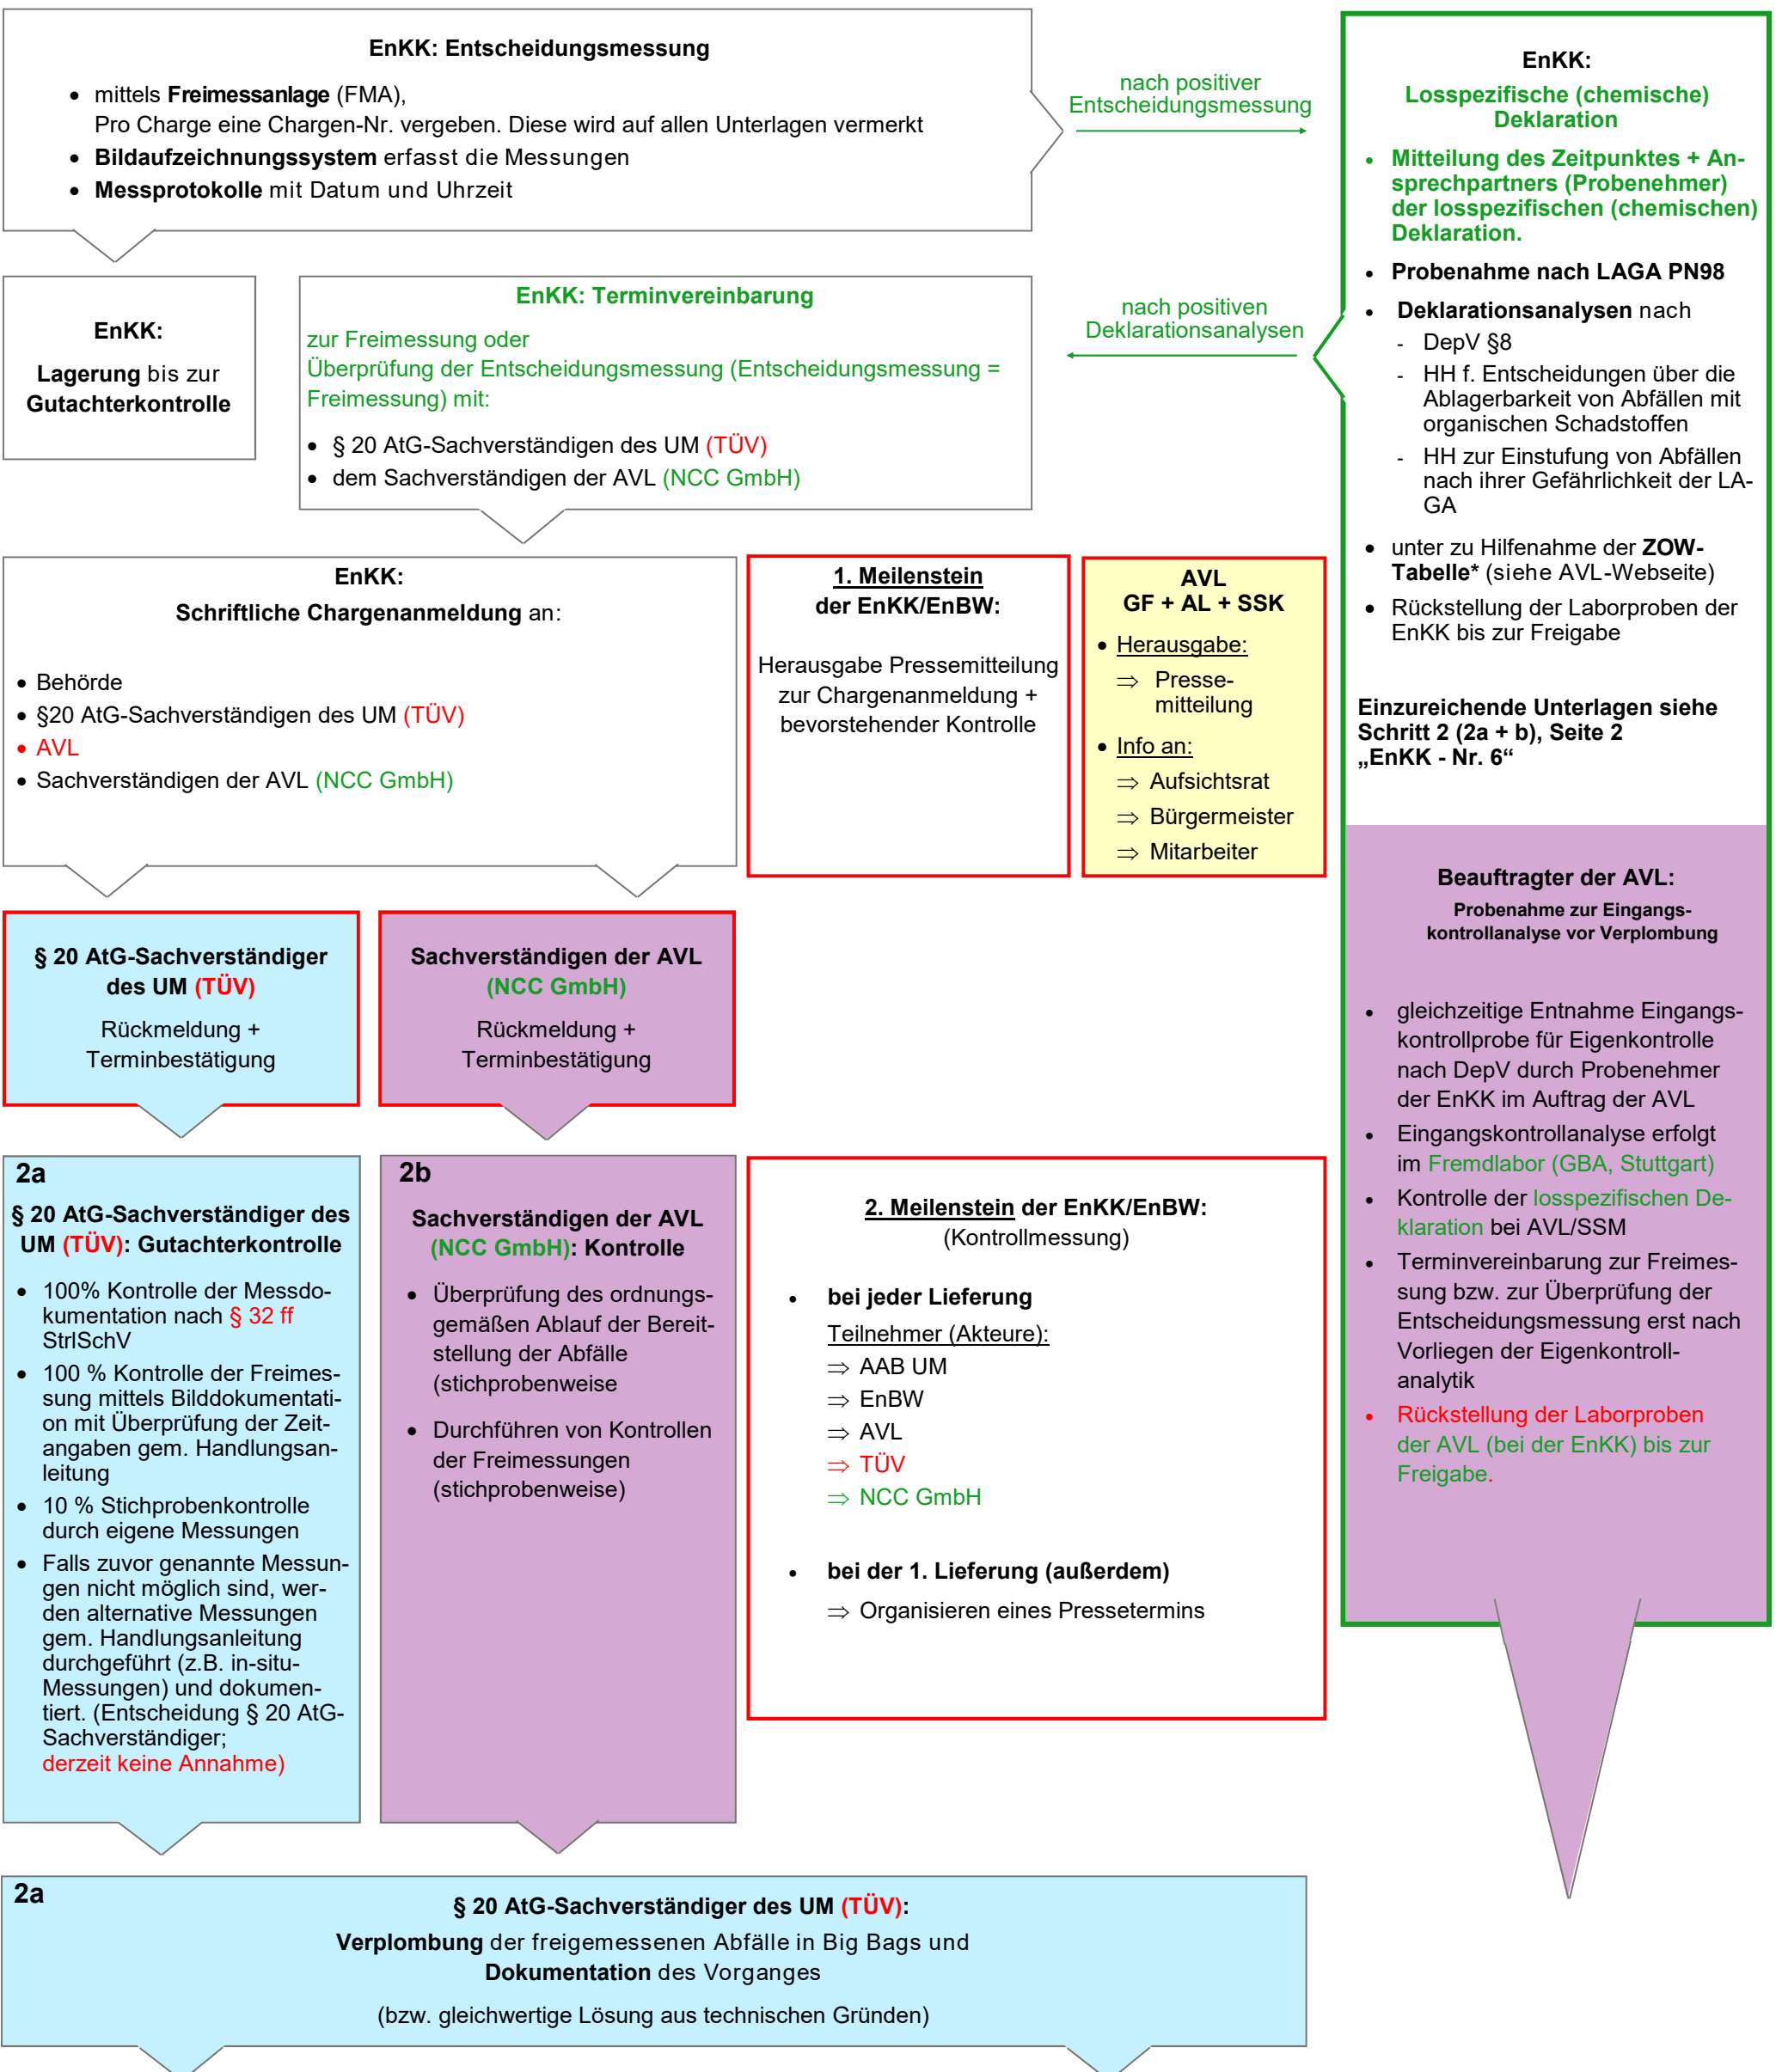 EnKK: Entscheidungsmessung
• mittels Freimessanlage (FMA),
Pro Charge eine Chargen-Nr. vergeben. Diese wird auf allen Unterlagen vermerkt
• Bildaufzeichnungssystem erfasst die Messungen
• Messprotokolle mit Datum und Uhrzeit
nach positiver
Entscheidungsmessung
EnKK:
Lagerung bis zur
Gutachterkontrolle
EnKK: Terminvereinbarung
zur Freimessung oder
Überprüfung der Entscheidungsmessung (Entscheidungsmessung =
Freimessung) mit:
• § 20 AtG-Sachverständigen des UM (TÜV)
• dem Sachverständigen der AVL (NCC GmbH)
nach positiven
Deklarationsanalysen
EnKK:
Losspezifische (chemische)
Deklaration
• Mitteilung des Zeitpunktes + An-
sprechpartners (Probenehmer)
der losspezifischen (chemischen)
Deklaration.
• Probenahme nach LAGA PN98
• Deklarationsanalysen nach
- DepV §8
- HH f. Entscheidungen über die
Ablagerbarkeit von Abfällen mit
organischen Schadstoffen
- HH zur Einstufung von Abfällen
nach ihrer Gefährlichkeit der LA-
GA
• unter zu Hilfenahme der ZOW-
Tabelle* (siehe AVL-Webseite)
• Rückstellung der Laborproben der
EnKK bis zur Freigabe
Einzureichende Unterlagen siehe
Schritt 2 (2a + b), Seite 2
„EnKK - Nr. 6“
EnKK:
Schriftliche Chargenanmeldung an:
• Behörde
• §20 AtG-Sachverständigen des UM (TÜV)
• AVL
• Sachverständigen der AVL (NCC GmbH)
1. Meilenstein
der EnKK/EnBW:
Herausgabe Pressemitteilung
zur Chargenanmeldung +
bevorstehender Kontrolle
AVL
GF + AL + SSK
• Herausgabe:
⇒ Presse-
mitteilung
• Info an:
⇒ Aufsichtsrat
⇒ Bürgermeister
⇒ Mitarbeiter
Beauftragter der AVL:
Probenahme zur Eingangs-
kontrollanalyse vor Verplombung
• gleichzeitige Entnahme Eingangs-
kontrollprobe für Eigenkontrolle
nach DepV durch Probenehmer
der EnKK im Auftrag der AVL
• Eingangskontrollanalyse erfolgt
im Fremdlabor (GBA, Stuttgart)
• Kontrolle der losspezifischen De-
klaration bei AVL/SSM
• Terminvereinbarung zur Freimes-
sung bzw. zur Überprüfung der
Entscheidungsmessung erst nach
Vorliegen der Eigenkontroll-
analytik
• Rückstellung der Laborproben
der AVL (bei der EnKK) bis zur
Freigabe.
§ 20 AtG-Sachverständiger
des UM (TÜV)
Rückmeldung +
Terminbestätigung
Sachverständigen der AVL
(NCC GmbH)
Rückmeldung +
Terminbestätigung
2a
§ 20 AtG-Sachverständiger des
UM (TÜV): Gutachterkontrolle
• 100% Kontrolle der Messdo-
kumentation nach § 32 ff
StrlSchV
• 100 % Kontrolle der Freimes-
sung mittels Bilddokumentati-
on mit Überprüfung der Zeit-
angaben gem. Handlungsan-
leitung
• 10 % Stichprobenkontrolle
durch eigene Messungen
• Falls zuvor genannte Messun-
gen nicht möglich sind, wer-
den alternative Messungen
gem. Handlungsanleitung
durchgeführt (z.B. in-situ-
Messungen) und dokumen-
tiert. (Entscheidung § 20 AtG-
Sachverständiger;
derzeit keine Annahme)
2b
Sachverständigen der AVL
(NCC GmbH): Kontrolle
• Überprüfung des ordnungs-
gemäßen Ablauf der Bereit-
stellung der Abfälle
(stichprobenweise
• Durchführen von Kontrollen
der Freimessungen
(stichprobenweise)
2. Meilenstein der EnKK/EnBW:
(Kontrollmessung)
• bei jeder Lieferung
Teilnehmer (Akteure):
⇒ AAB UM
⇒ EnBW
⇒ AVL
⇒ TÜV
⇒ NCC GmbH
• bei der 1. Lieferung (außerdem)
⇒ Organisieren eines Pressetermins
2a
§ 20 AtG-Sachverständiger des UM (TÜV):
Verplombung der freigemessenen Abfälle in Big Bags und
Dokumentation des Vorganges
(bzw. gleichwertige Lösung aus technischen Gründen)